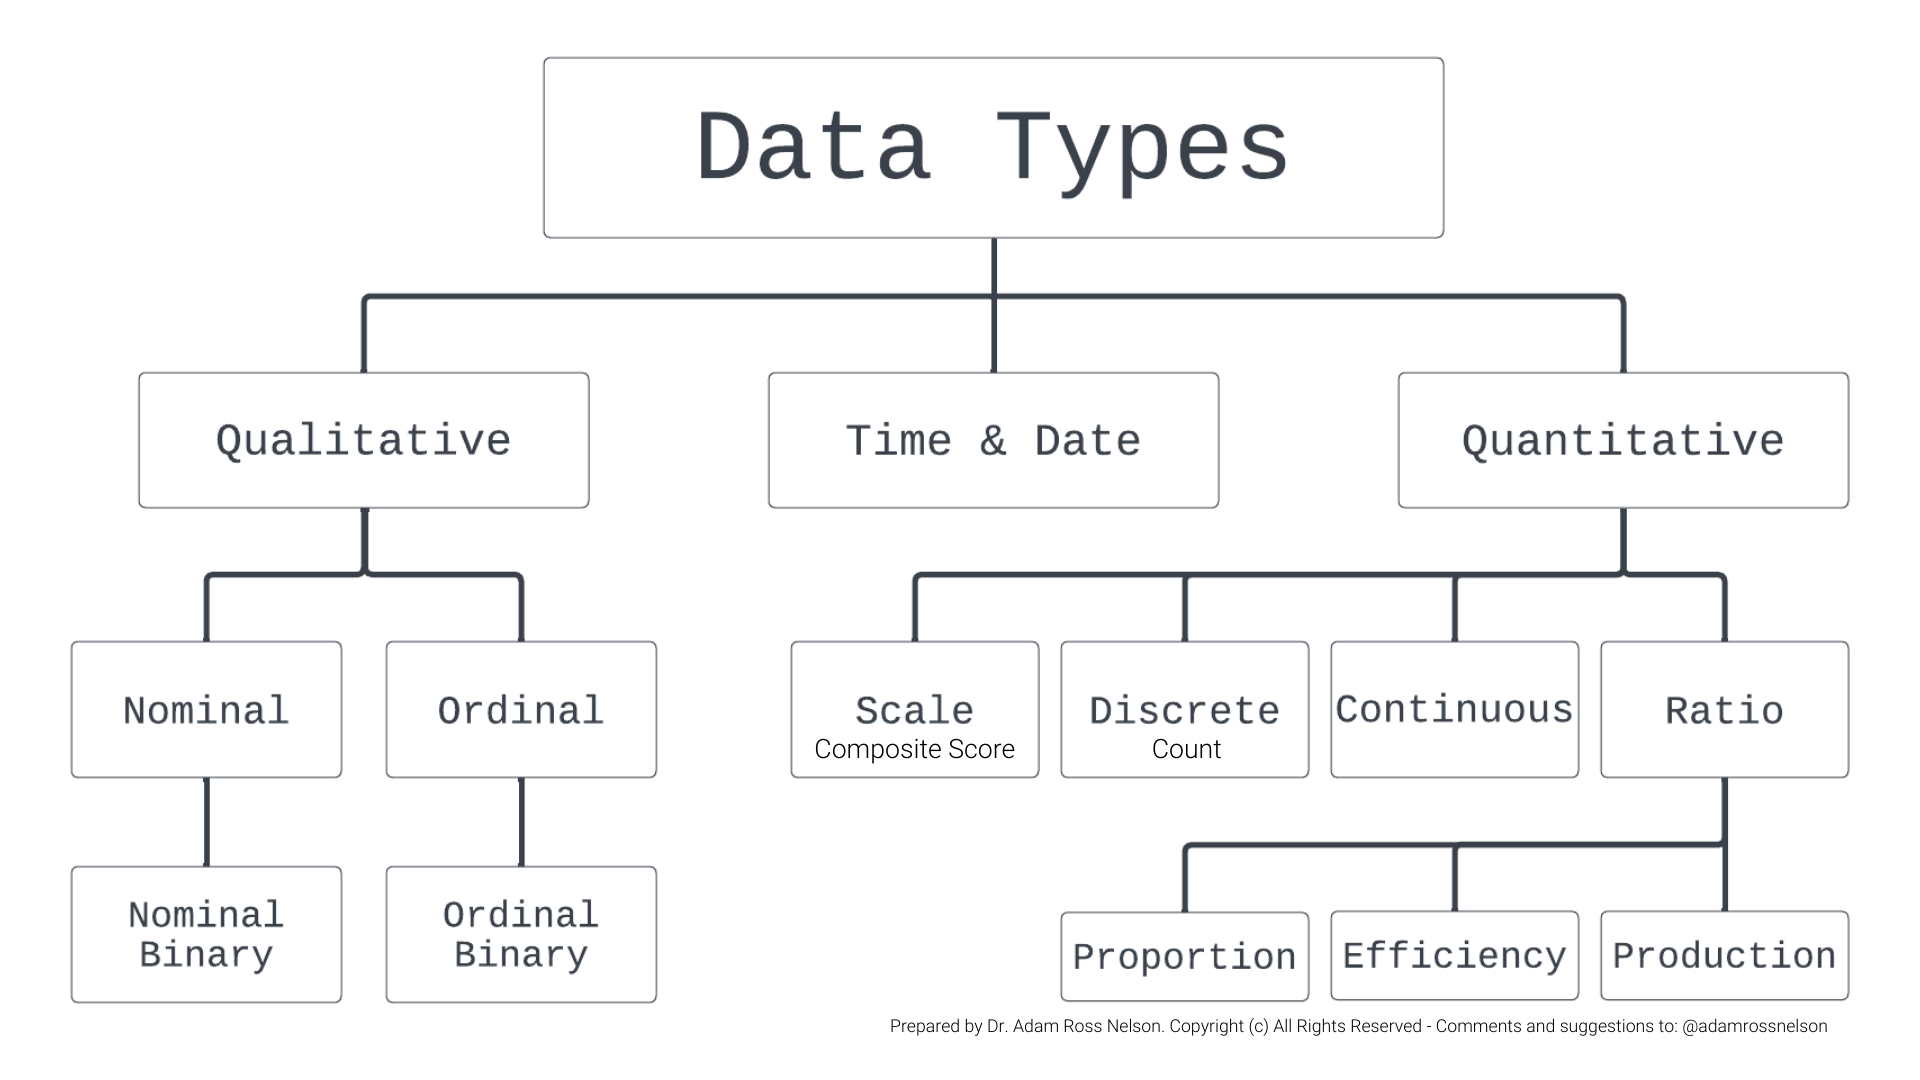 Data Types
Qualitative
Time & Date
Quantitative
Nominal
Ordinal
Scale
Composite Score
Discrete
Count
Continuous
Ratio
Nominal
Binary
Ordinal
Binary
Proportion
Efficiency
Production
Prepared by Dr. Adam Ross Nelson. Copyright (c) All Rights Reserved - Comments and suggestions to: @adamrossnelson